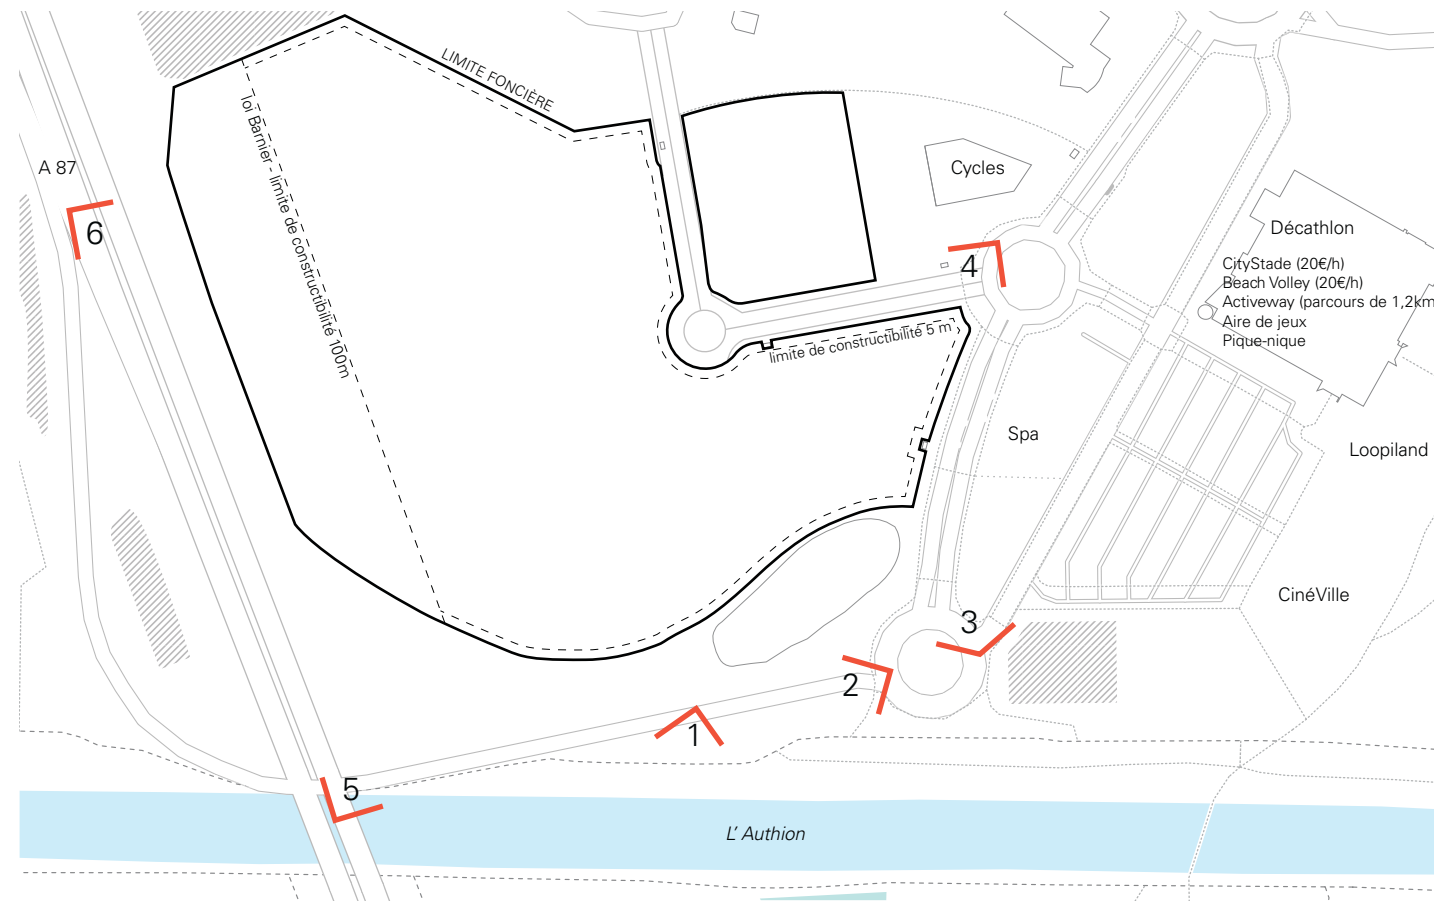 LIMITE FONCIÈRE
loi Barnier - limite de constructibilité 100m
A 87
Cycles
6
Décathlon
4
CityStade (20€/h)
Beach Volley (20€/h)
Activeway (parcours de 1,2km
Aire de jeux
Pique-nique
limite de constructibilité 5 m
Spa
Loopiland
CinéVille
3
2
1
5
L' Authion